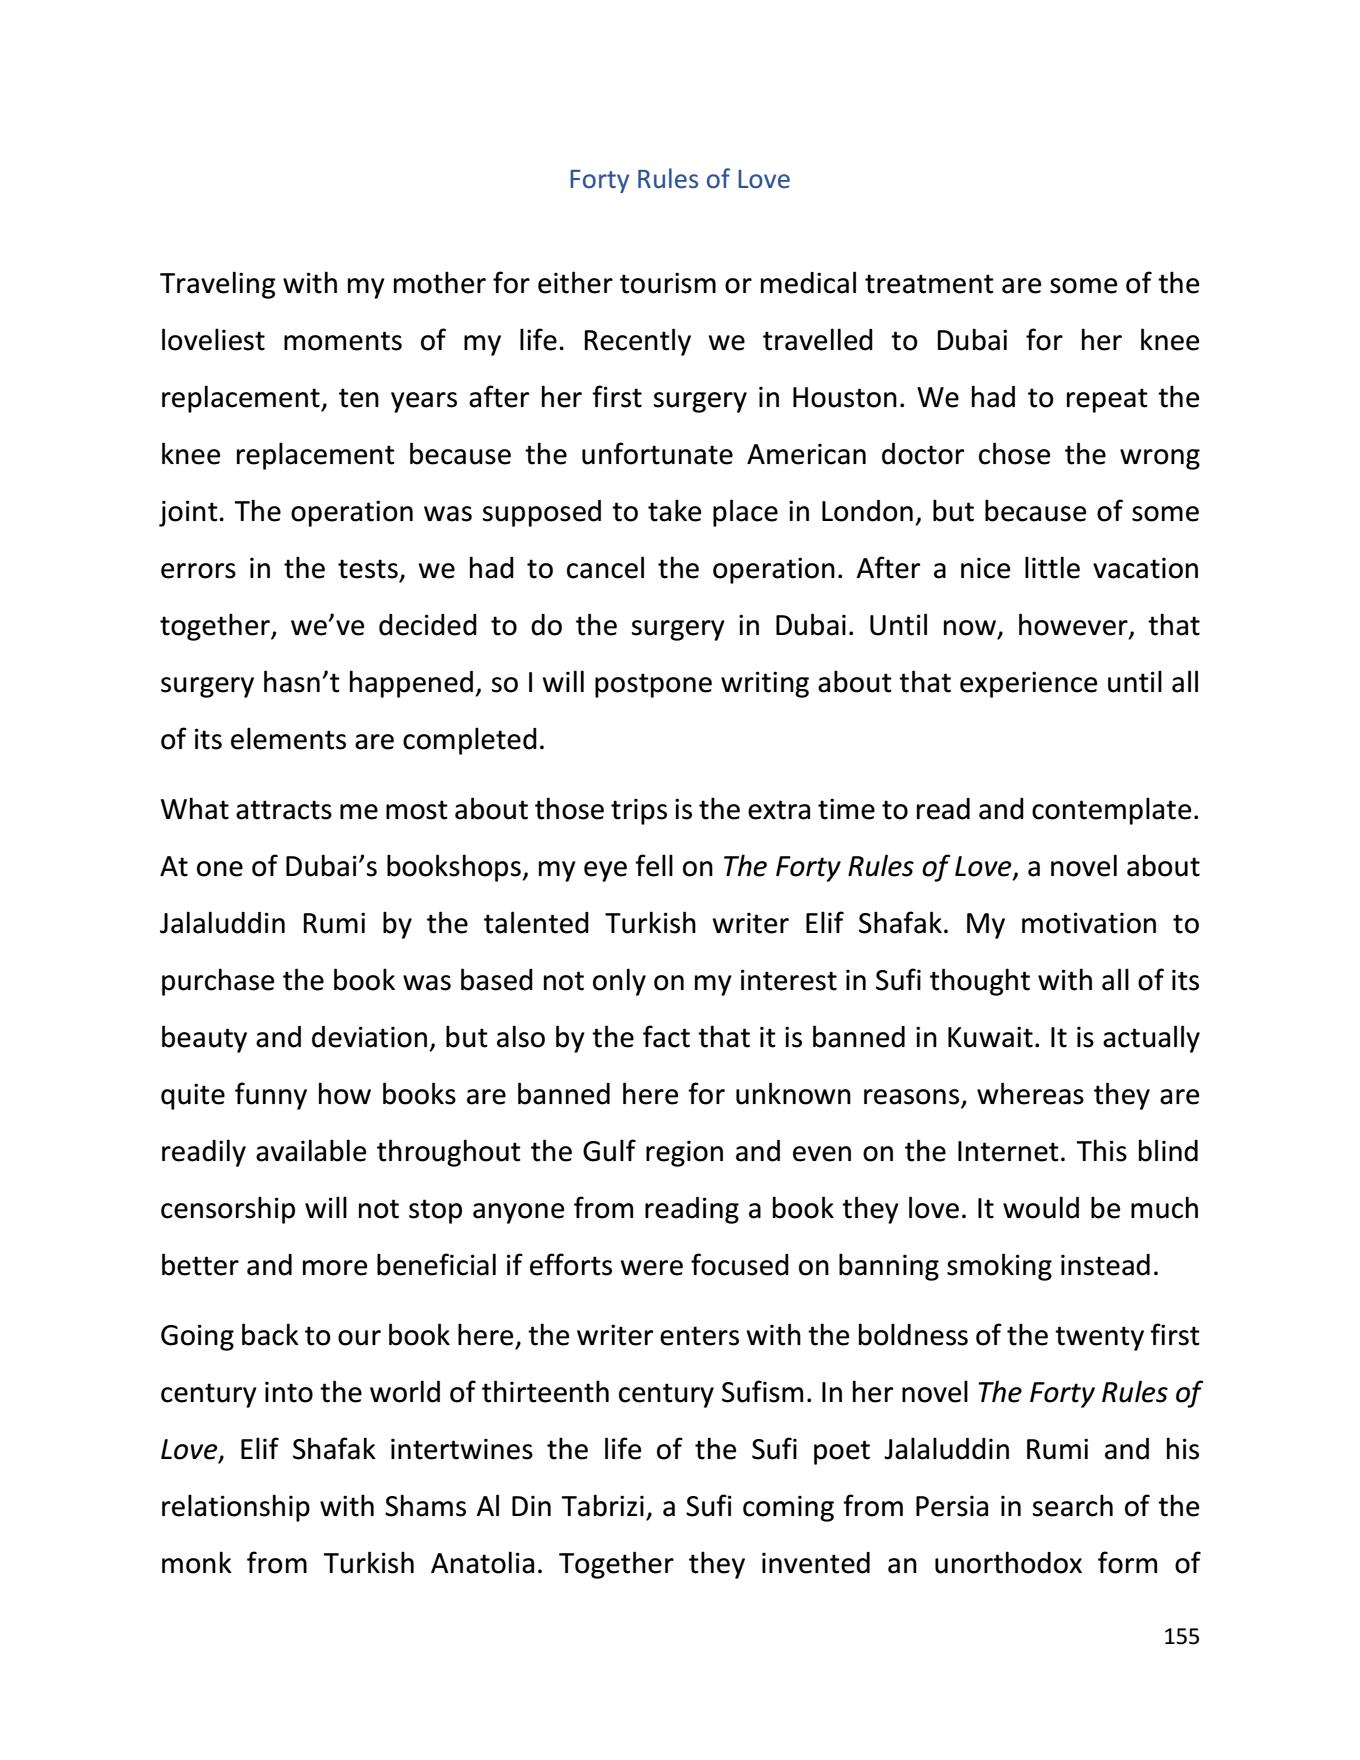 Forty Rules of Love
Traveling with my mother for either tourism or medical treatment are some of the
loveliest moments of my life. Recently we travelled to Dubai for her knee
replacement, ten years after her first surgery in Houston. We had to repeat the
knee replacement because the unfortunate American doctor chose the wrong
joint. The operation was supposed to take place in London, but because of some
errors in the tests, we had to cancel the operation. After a nice little vacation
together, we’ve decided to do the surgery in Dubai. Until now, however, that
surgery hasn’t happened, so I will postpone writing about that experience until all
of its elements are completed.
What attracts me most about those trips is the extra time to read and contemplate.
At one of Dubai’s bookshops, my eye fell on The Forty Rules of Love, a novel about
Jalaluddin Rumi by the talented Turkish writer Elif Shafak. My motivation to
purchase the book was based not only on my interest in Sufi thought with all of its
beauty and deviation, but also by the fact that it is banned in Kuwait. It is actually
quite funny how books are banned here for unknown reasons, whereas they are
readily available throughout the Gulf region and even on the Internet. This blind
censorship will not stop anyone from reading a book they love. It would be much
better and more beneficial if efforts were focused on banning smoking instead.
Going back to our book here, the writer enters with the boldness of the twenty first
century into the world of thirteenth century Sufism. In her novel The Forty Rules of
Love, Elif Shafak intertwines the life of the Sufi poet Jalaluddin Rumi and his
relationship with Shams Al Din Tabrizi, a Sufi coming from Persia in search of the
monk from Turkish Anatolia. Together they invented an unorthodox form of
155